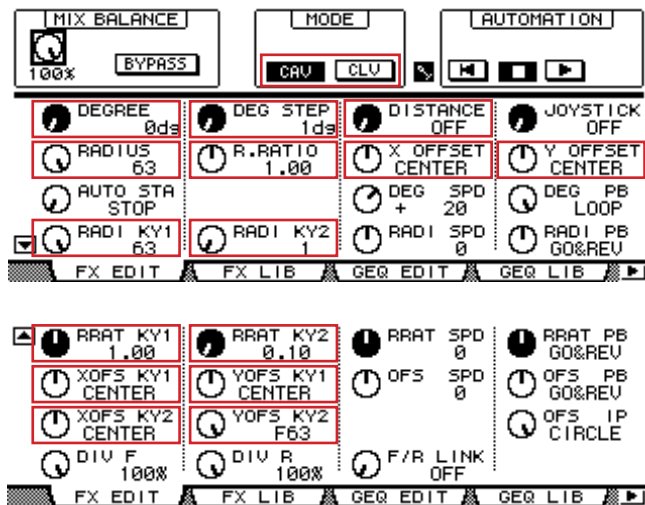 MIX BALANCE MODE AUTOMATION
100% BYPASS CAV CLV
DEGREE DEG STEP DISTANCE JOYSTICK
0dg 1dg OFF OFF
RADIUS R.RATIO X OFFSET Y OFFSET
63 1.00 CENTER CENTER
AUTO STA DEG SPD DEG PB
STOP + 20 LOOP
RADI KY1 RADI KY2 RADI SPD RADI PB
63 1 0 GO&REV
FX EDIT FX LIB GEQ EDIT GEQ LIB
RRAT KY1 RRAT KY2 RRAT SPD RRAT PB
1.00 0.10 0 GO&REV
XOFS KY1 YOFS KY1 OFS SPD OFS PB
CENTER CENTER 0 GO&REV
XOFS KY2 YOFS KY2 OFS IP
CENTER F63 CIRCLE
DIV F DIV R F/R LINK
100% 100% OFF
FX EDIT FX LIB GEQ EDIT GEQ LIB